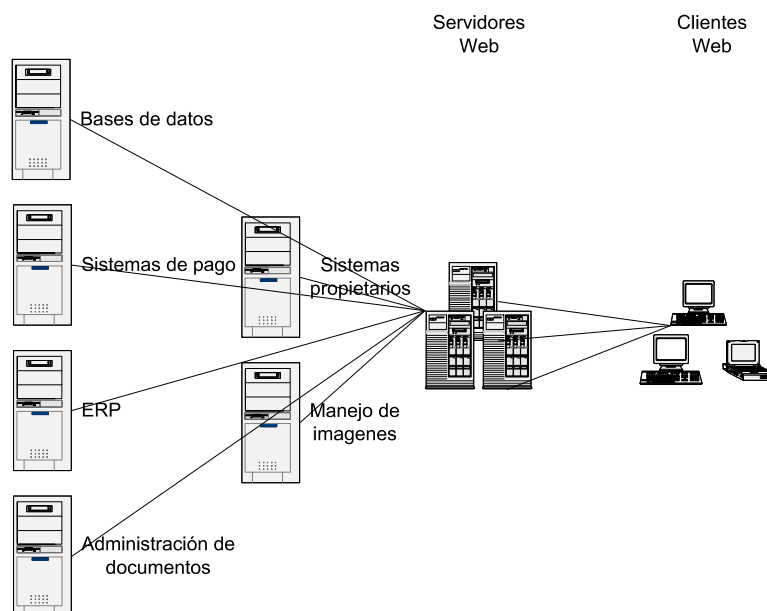 Servidores
Web
Clientes
Web
Bases de datos
Sistemas de pago
Sistemas
propietarios
ERP
Manejo de
imagenes
Administración de
documentos